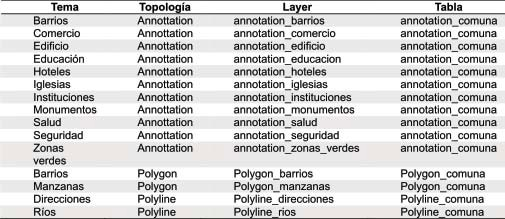 Tema Topología Layer Tabla
Barrios Annottation annotation_barrios annotation_comuna
Comercio Annottation annotation_comercio annotation_comuna
Edificio Annottation annotation_edificio annotation_comuna
Educación Annottation annotation_educacion annotation_comuna
Hoteles Annottation annotation_hoteles annotation_comuna
Iglesias Annottation annotation_iglesias annotation_comuna
Instituciones Annottation annotation_instituciones annotation_comuna
Monumentos Annottation annotation_monumentos annotation_comuna
Salud Annottation annotation_salud annotation_comuna
Seguridad Annottation annotation_seguridad annotation_comuna
Zonas Annottation annotation_zonas_verdes annotation_comuna
verdes
Barrios Polygon Polygon_barrios Polygon_comuna
Manzanas Polygon Polygon_manzanas Polygon_comuna
Direcciones Polyline Polyline_direcciones Polyline_comuna
Ríos Polyline Polyline_rios Polyline_comuna